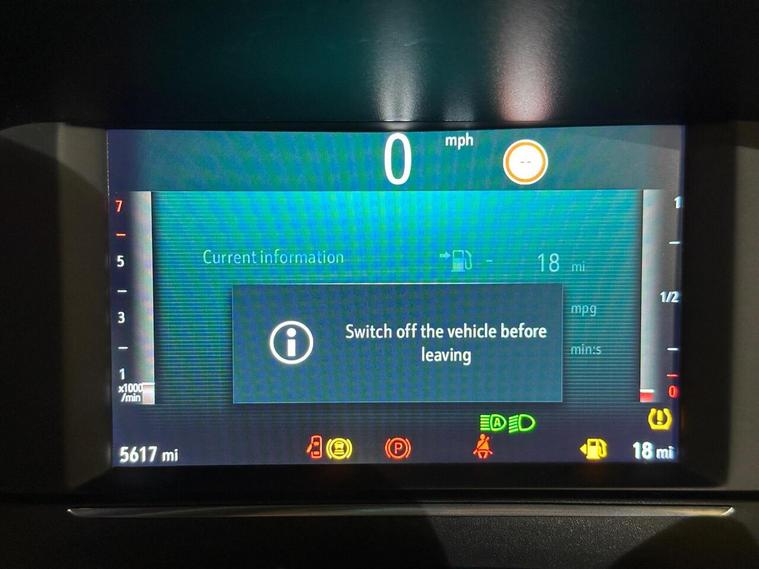 0 mph --
7 1
Current information - 18 mi
5
1/2
mpg
3 Switch off the vehicle before
leaving
min:s
1
x1000
/min 0
A
5617 mi P 18 mi